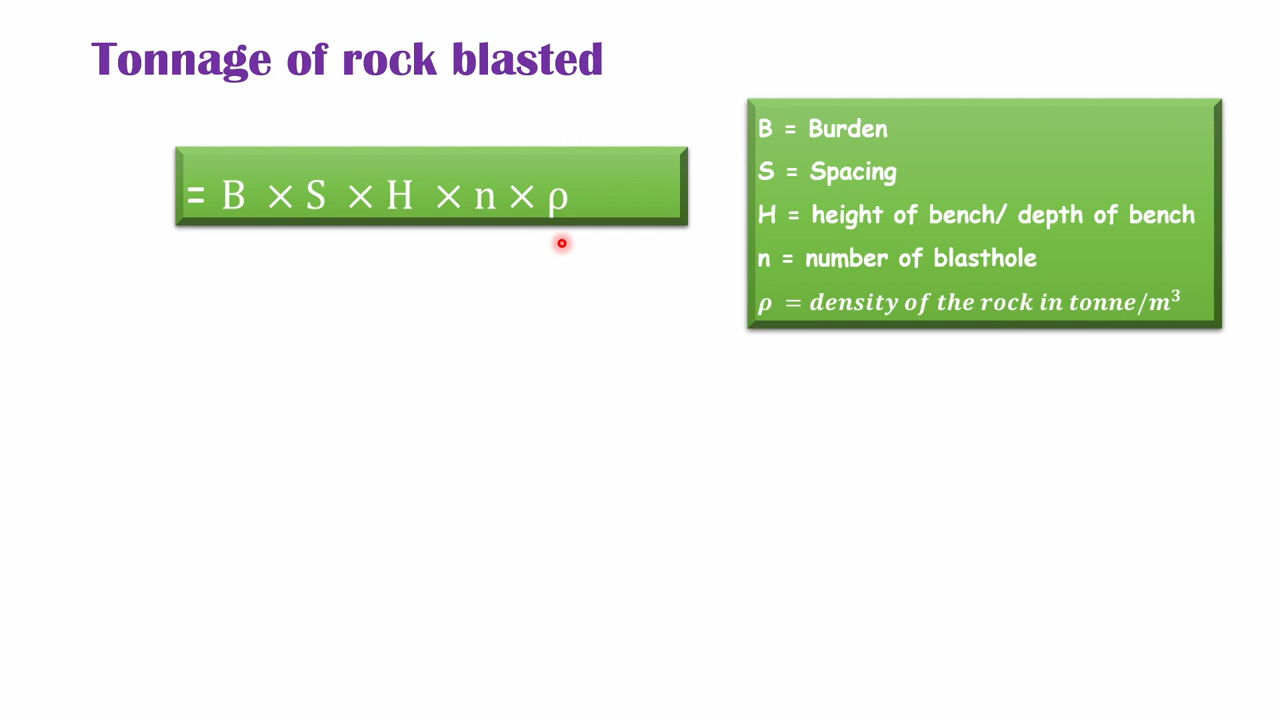 Tonnage of rock blasted
= B × S × H × n × ρ
B = Burden
S = Spacing
H = height of bench/ depth of bench
n = number of blasthole
ρ = density of the rock in tonne/m³